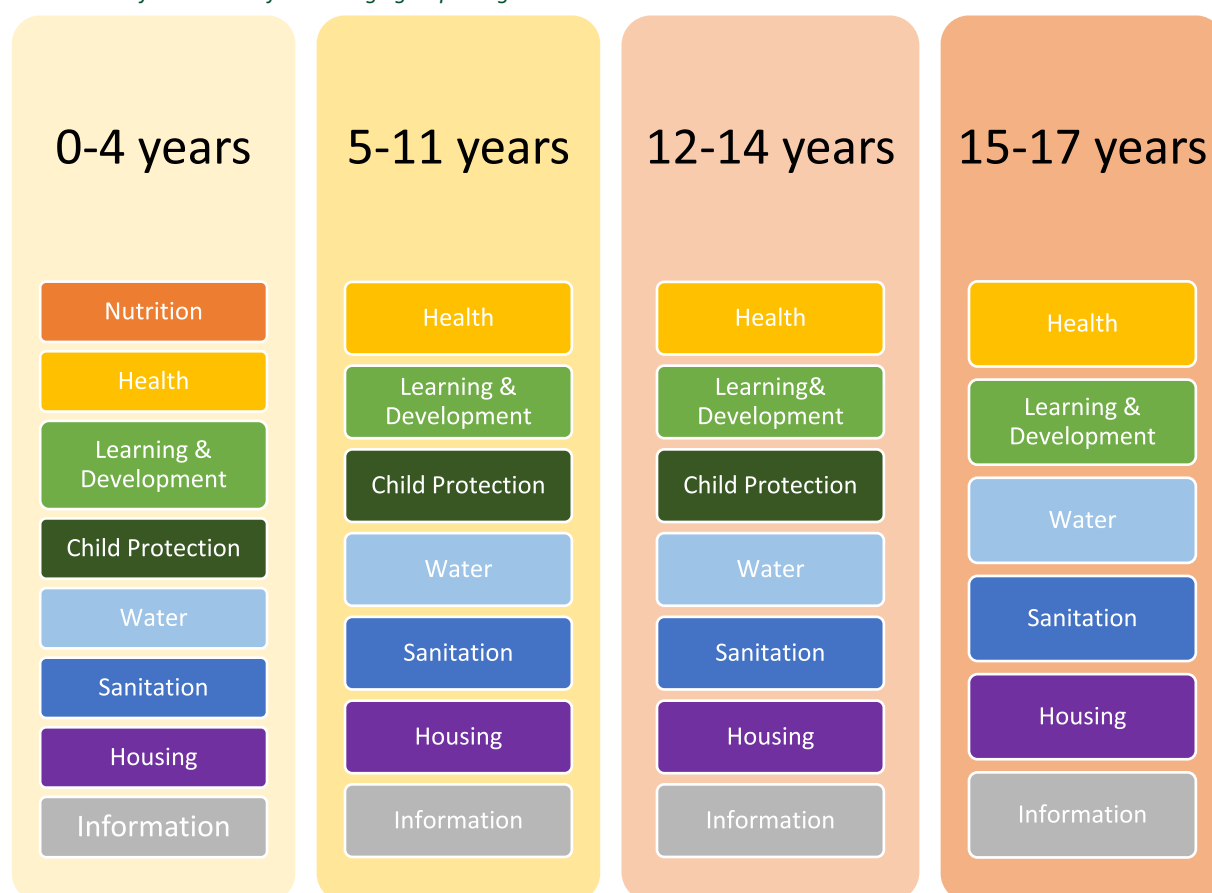 0-4 years
Nutrition
Health
Learning &
Development
Child Protection
Water
Sanitation
Housing
Information
5-11 years
Health
Learning &
Development
Child Protection
Water
Sanitation
Housing
Information
12-14 years
Health
Learning&
Development
Child Protection
Water
Sanitation
Housing
Information
15-17 years
Health
Learning &
Development
Water
Sanitation
Housing
Information